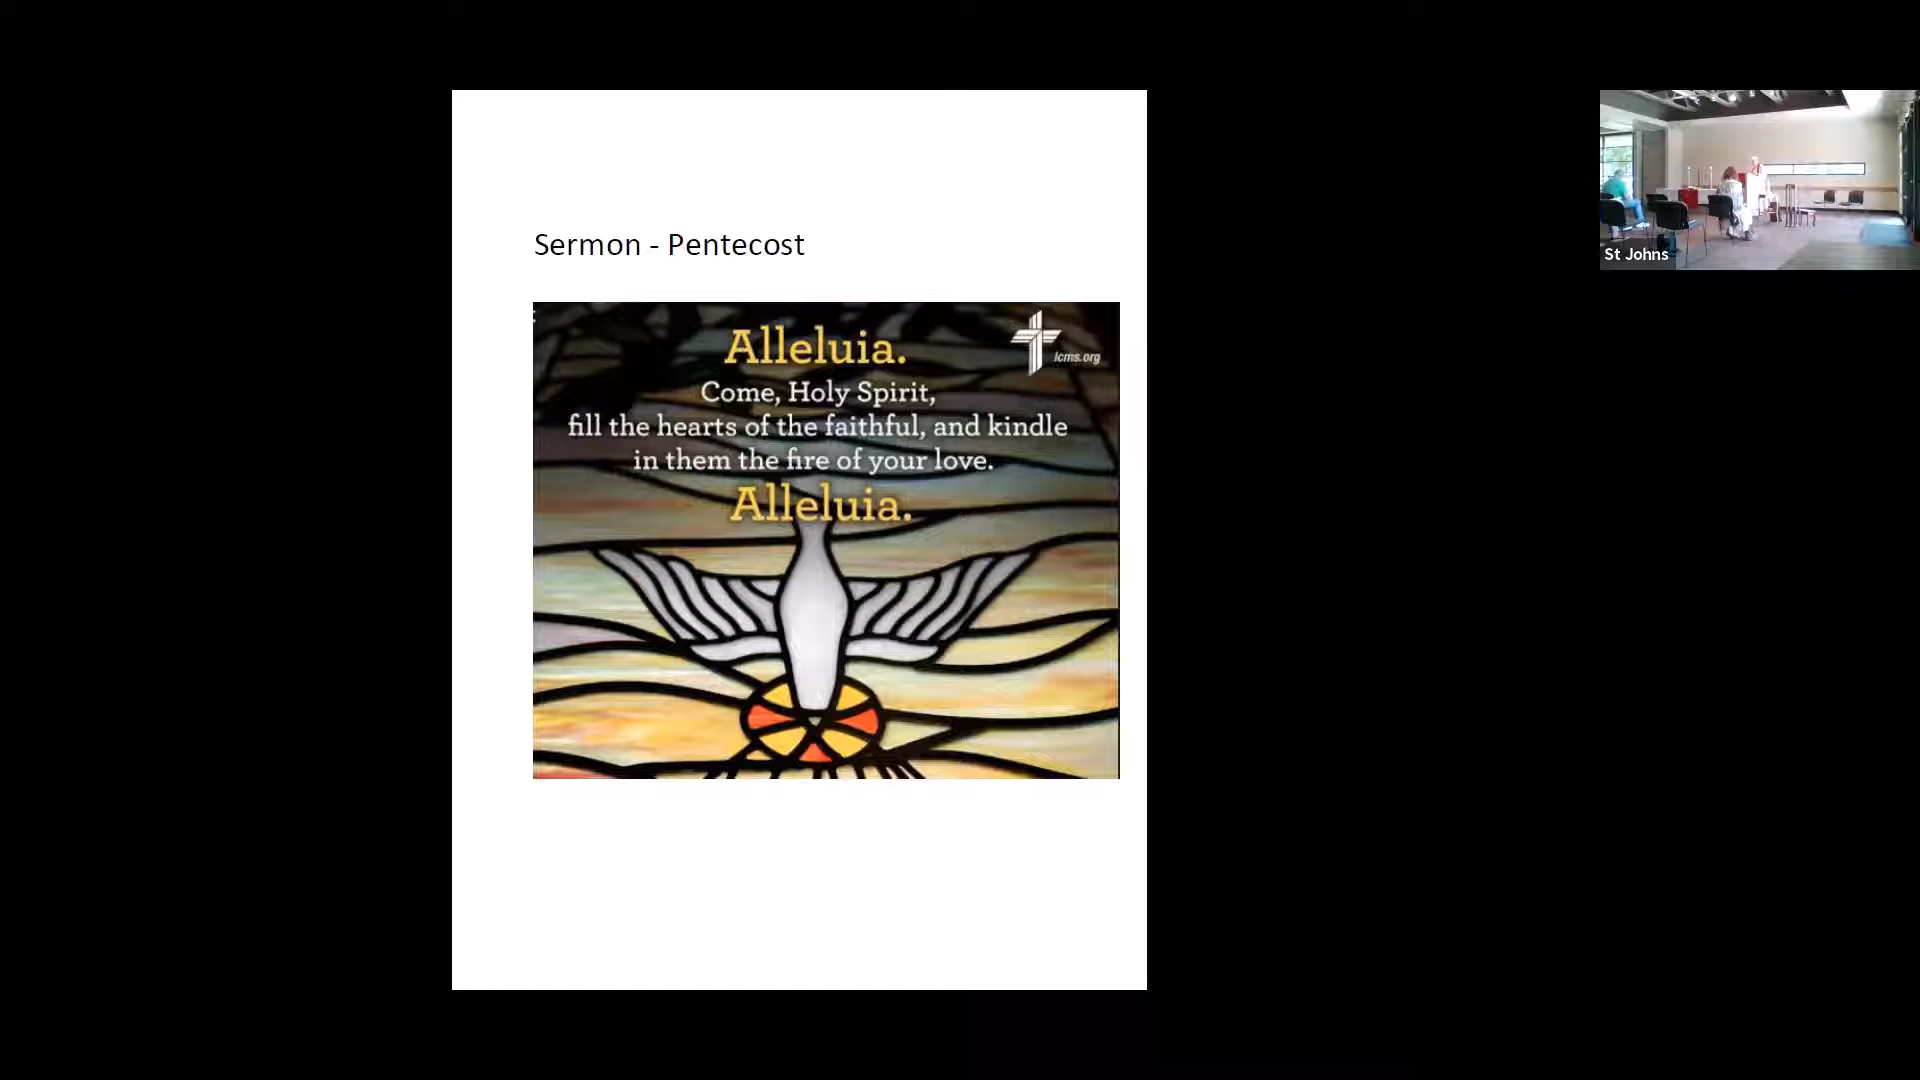 Sermon - Pentecost
Alleluia.
lcms.org
Come, Holy Spirit,
fill the hearts of the faithful, and kindle
in them the fire of your love.
Alleluia.
St Johns